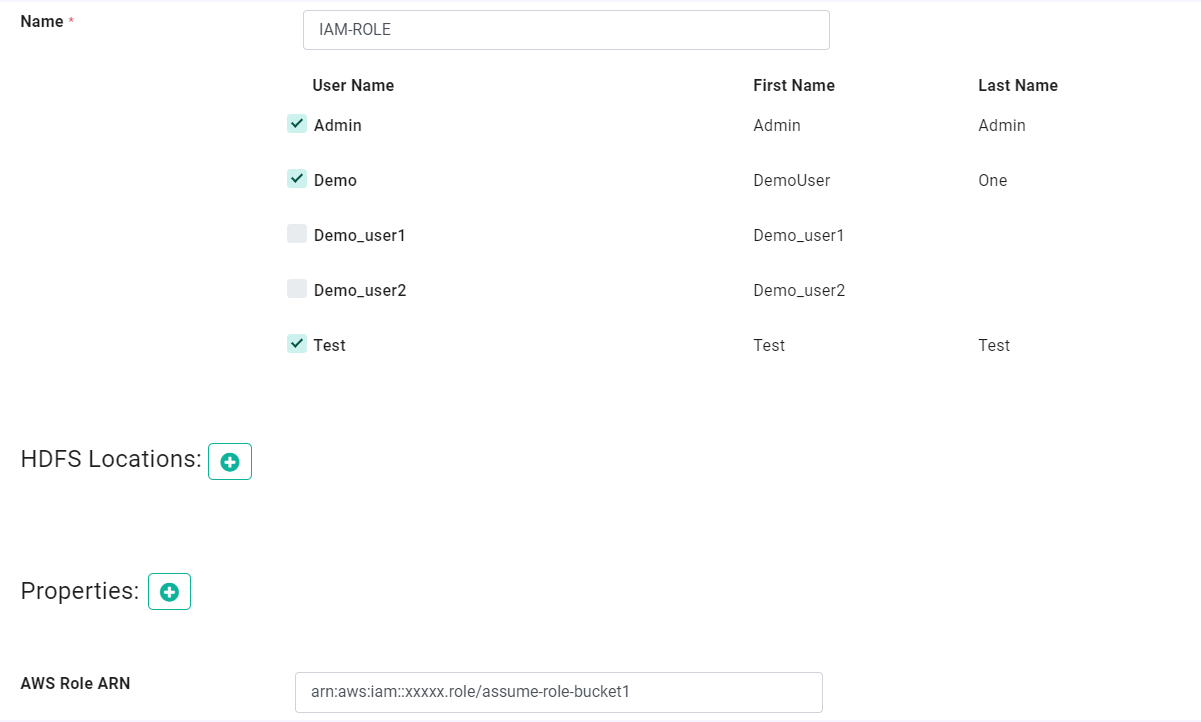 Name *
IAM-ROLE
User Name First Name Last Name
Admin Admin Admin
Demo DemoUser One
Demo_user1 Demo_user1
Demo_user2 Demo_user2
Test Test Test
HDFS Locations:
Properties:
AWS Role ARN
arn:aws:iam::xxxxx.role/assume-role-bucket1